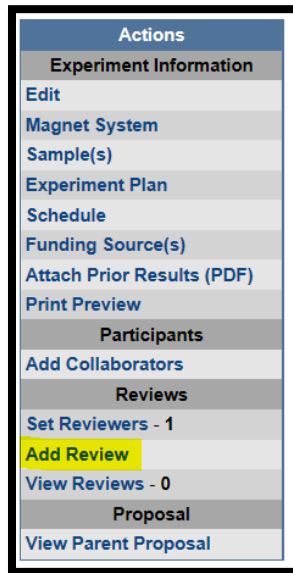 Actions
Experiment Information
Edit
Magnet System
Sample(s)
Experiment Plan
Schedule
Funding Source(s)
Attach Prior Results (PDF)
Print Preview
Participants
Add Collaborators
Reviews
Set Reviewers - 1
Add Review
View Reviews - 0
Proposal
View Parent Proposal